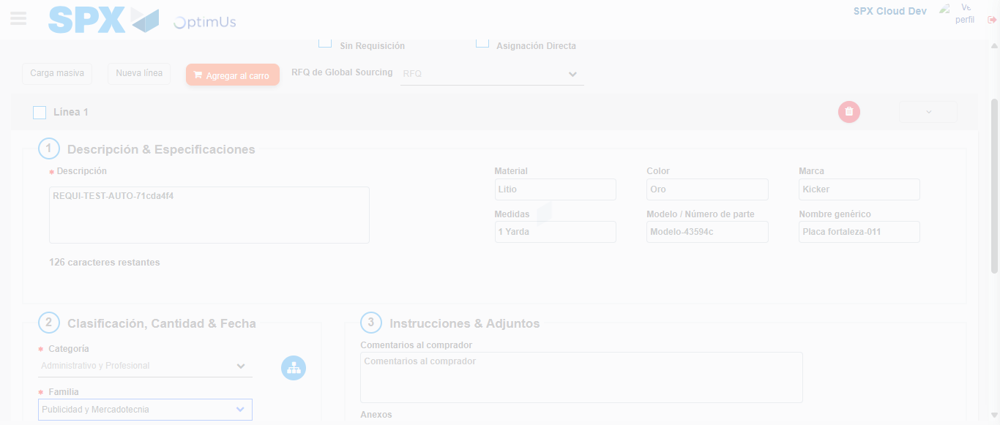 SPX
OptimUs
SPX Cloud Dev
Ve
perfil
Sin Requisición
Asignación Directa
Carga masiva
Nueva línea
Agregar al carro
RFQ de Global Sourcing
RFQ
Línea 1
1
Descripción & Especificaciones
* Descripción
REQUI-TEST-AUTO-71cda4f4
126 caracteres restantes
Material
Litio
Color
Oro
Marca
Kicker
Medidas
1 Yarda
Modelo / Número de parte
Modelo-43594c
Nombre genérico
Placa fortaleza-011
2
Clasificación, Cantidad & Fecha
* Categoría
Administrativo y Profesional
* Familia
Publicidad y Mercadotecnia
3
Instrucciones & Adjuntos
Comentarios al comprador
Comentarios al comprador
Anexos